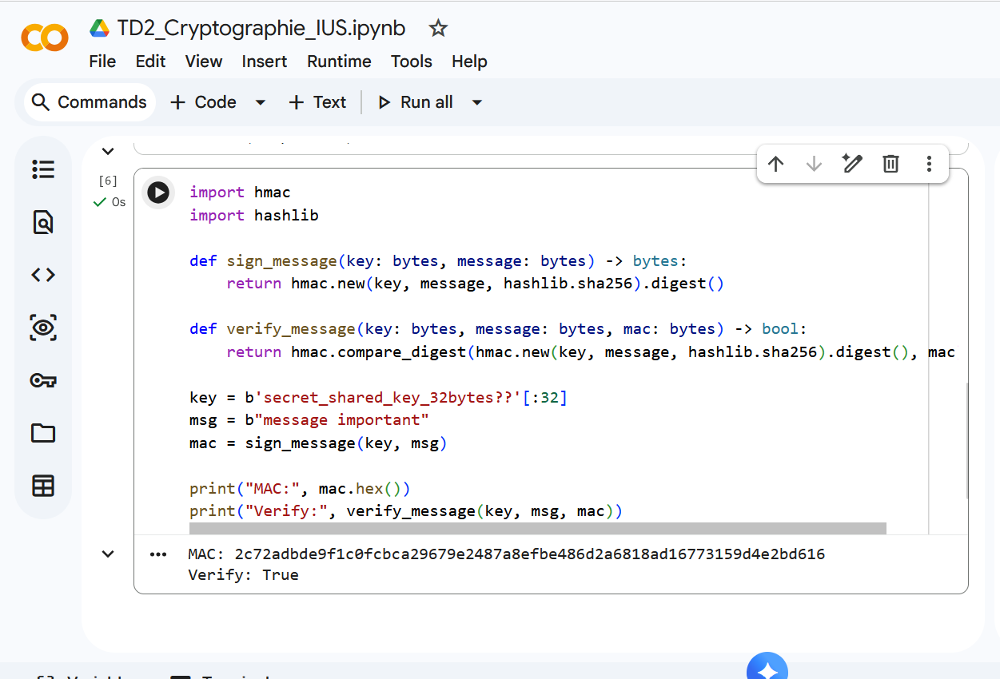 TD2_Cryptographie_IUS.ipynb
File Edit View Insert Runtime Tools Help
Commands + Code + Text Run all
[6]
0s
import hmac
import hashlib
def sign_message(key: bytes, message: bytes) -> bytes:
return hmac.new(key, message, hashlib.sha256).digest()
def verify_message(key: bytes, message: bytes, mac: bytes) -> bool:
return hmac.compare_digest(hmac.new(key, message, hashlib.sha256).digest(), mac
key = b'secret_shared_key_32bytes??'[:32]
msg = b"message important"
mac = sign_message(key, msg)
print("MAC:", mac.hex())
print("Verify:", verify_message(key, msg, mac))
MAC: 2c72adbde9f1c0fcbca29679e2487a8efbe486d2a6818ad16773159d4e2bd616
Verify: True